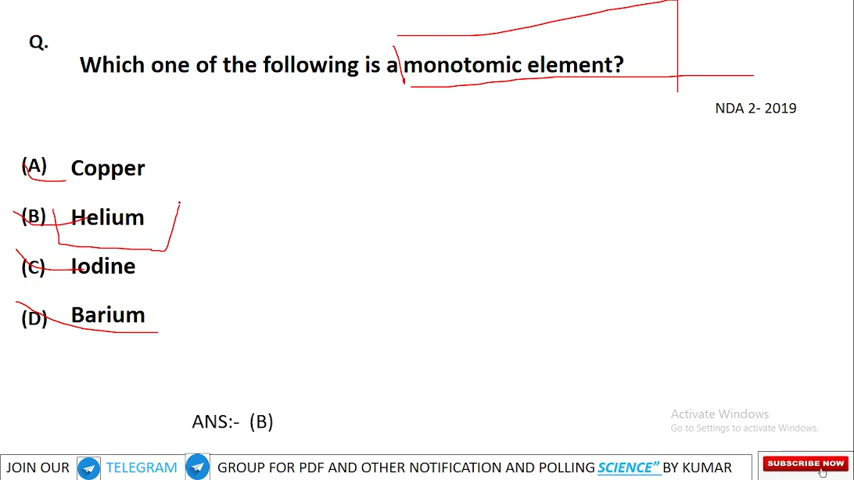 Q.
Which one of the following is a monotomic element?
NDA 2- 2019
(A) Copper
(B) Helium
(C) Iodine
(D) Barium
ANS:- (B)
Activate Windows
Go to Settings to activate Windows.
JOIN OUR TELEGRAM GROUP FOR PDF AND OTHER NOTIFICATION AND POLLING SCIENCE” BY KUMAR
SUBSCRIBE NOW